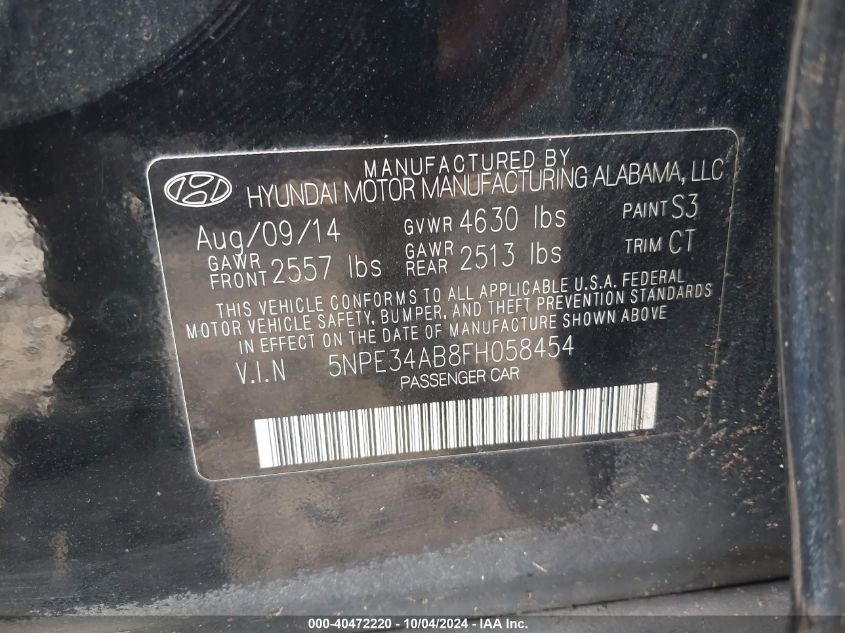 MANUFACTURED BY
HYUNDAI MOTOR MANUFACTURING ALABAMA, LLC
Aug/09/14 GVWR 4630 lbs PAINT S3
GAWR FRONT 2557 lbs GAWR REAR 2513 lbs TRIM CT
THIS VEHICLE CONFORMS TO ALL APPLICABLE U.S.A. FEDERAL
MOTOR VEHICLE SAFETY, BUMPER, AND THEFT PREVENTION STANDARDS
IN EFFECT ON THE DATE OF MANUFACTURE SHOWN ABOVE
V.I.N 5NPE34AB8FH058454
PASSENGER CAR
000-40472220 - 10/04/2024 - IAA Inc.